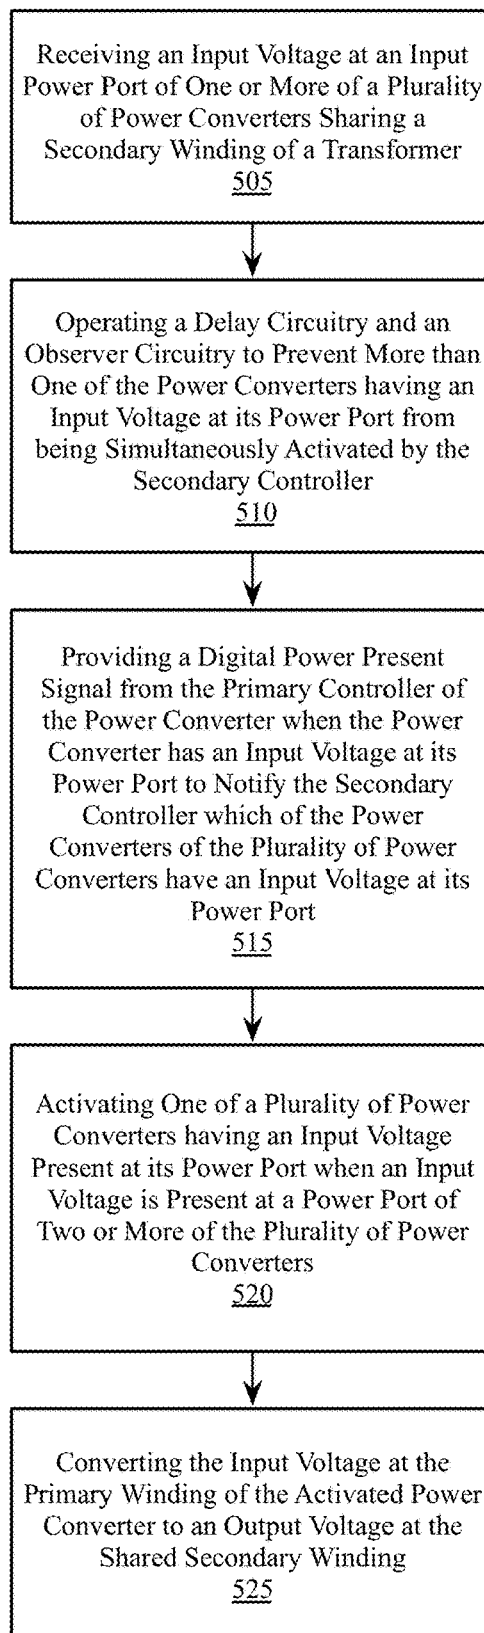 Receiving an Input Voltage at an Input
Power Port of One or More of a Plurality
of Power Converters Sharing a
Secondary Winding of a Transformer
505
Operating a Delay Circuitry and an
Observer Circuitry to Prevent More than
One of the Power Converters having an
Input Voltage at its Power Port from
being Simultaneously Activated by the
Secondary Controller
510
Providing a Digital Power Present
Signal from the Primary Controller of
the Power Converter when the Power
Converter has an Input Voltage at its
Power Port to Notify the Secondary
Controller which of the Power
Converters of the Plurality of Power
Converters have an Input Voltage at its
Power Port
515
Activating One of a Plurality of Power
Converters having an Input Voltage
Present at its Power Port when an Input
Voltage is Present at a Power Port of
Two or More of the Plurality of Power
Converters
520
Converting the Input Voltage at the
Primary Winding of the Activated Power
Converter to an Output Voltage at the
Shared Secondary Winding
525